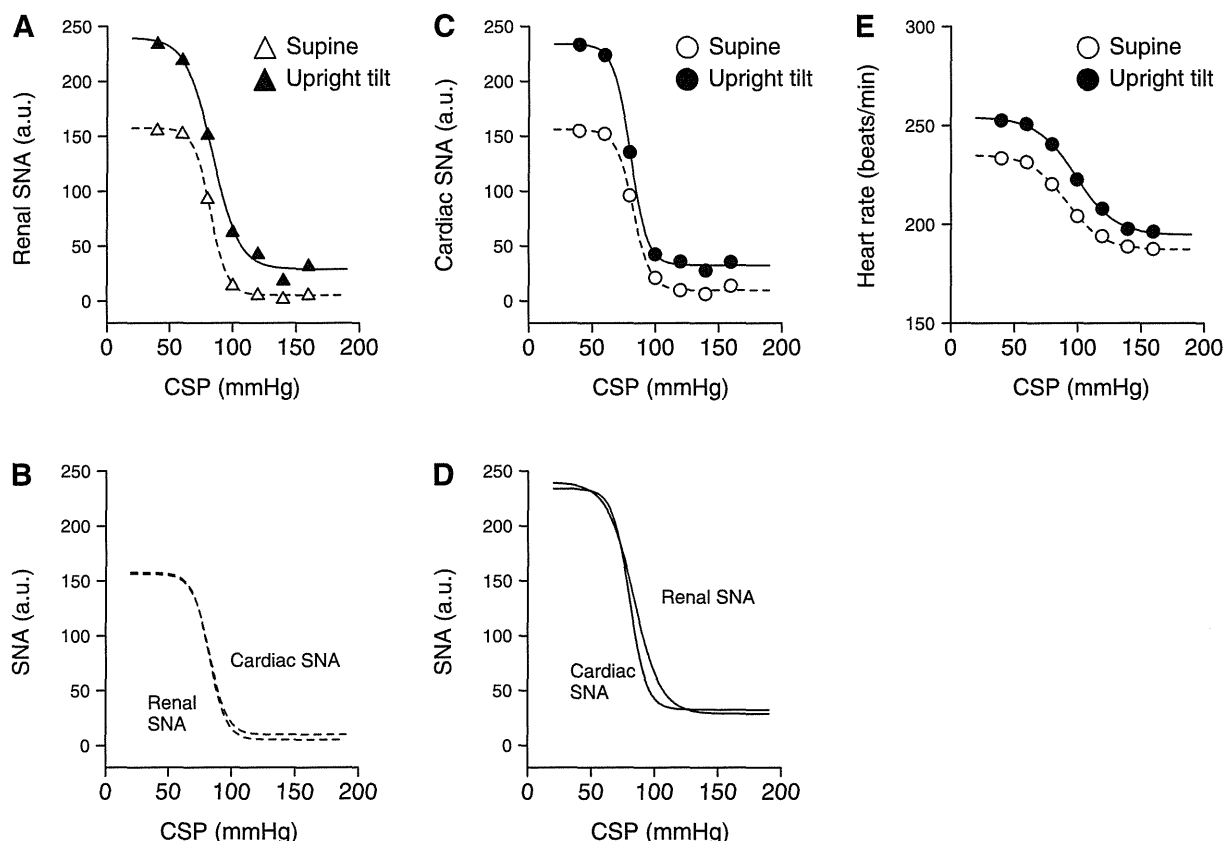 A
Renal SNA (a.u.)
250
200
150
100
50
0
0 50 100 150 200
CSP (mmHg)
Supine
Upright tilt
C
Cardiac SNA (a.u.)
250
200
150
100
50
0
0 50 100 150 200
CSP (mmHg)
Supine
Upright tilt
E
Heart rate (beats/min)
300
250
200
150
0 50 100 150 200
CSP (mmHg)
Supine
Upright tilt
B
SNA (a.u.)
250
200
150
100
50
0
0 50 100 150 200
CSP (mmHg)
Cardiac SNA
Renal
SNA
D
SNA (a.u.)
250
200
150
100
50
0
0 50 100 150 200
CSP (mmHg)
Renal SNA
Cardiac
SNA